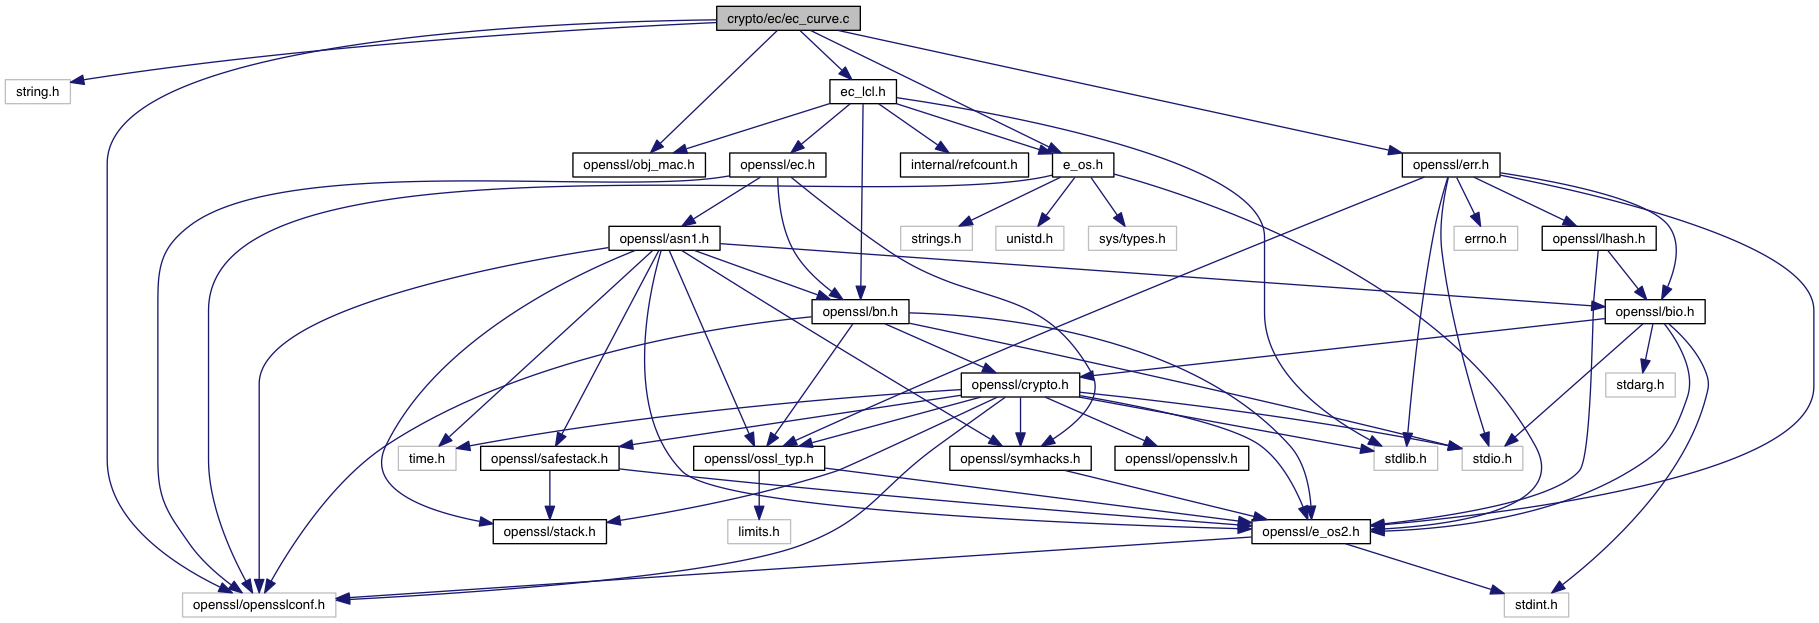 crypto/ec/ec_curve.c
string.h
ec_lcl.h
openssl/obj_mac.h
openssl/ec.h
internal/refcount.h
e_os.h
openssl/err.h
openssl/asn1.h
strings.h
unistd.h
sys/types.h
errno.h
openssl/lhash.h
openssl/bn.h
openssl/bio.h
openssl/crypto.h
stdarg.h
time.h
openssl/safestack.h
openssl/ossl_typ.h
openssl/symhacks.h
openssl/opensslv.h
stdlib.h
stdio.h
openssl/stack.h
limits.h
openssl/e_os2.h
openssl/opensslconf.h
stdint.h